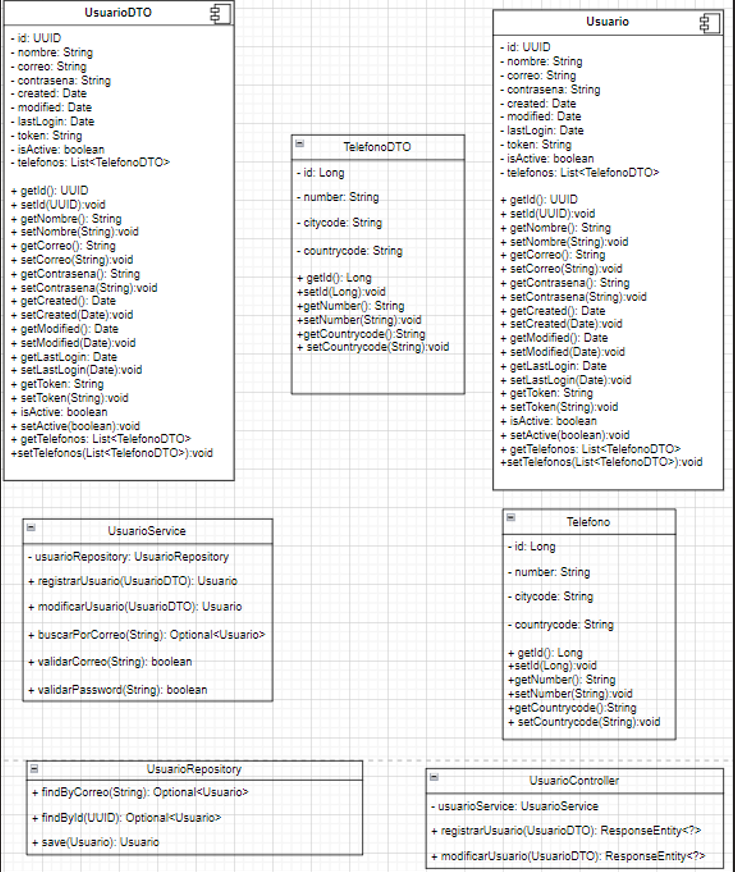 UsuarioDTO
- id: UUID
- nombre: String
- correo: String
- contrasena: String
- created: Date
- modified: Date
- lastLogin: Date
- token: String
- isActive: boolean
- telefonos: List<TelefonoDTO>
+ getId(): UUID
+ setId(UUID):void
+ getNombre(): String
+ setNombre(String):void
+ getCorreo(): String
+ setCorreo(String):void
+ getContrasena(): String
+ setContrasena(String):void
+ getCreated(): Date
+ setCreated(Date):void
+ getModified(): Date
+ setModified(Date):void
+ getLastLogin: Date
+ setLastLogin(Date):void
+ getToken: String
+ setToken(String):void
+ isActive: boolean
+ setActive(boolean):void
+ getTelefonos: List<TelefonoDTO>
+setTelefonos(List<TelefonoDTO>):void
TelefonoDTO
- id: Long
- number: String
- citycode: String
- countrycode: String
+ getId(): Long
+setId(Long):void
+getNumber(): String
+setNumber(String):void
+getCountrycode():String
+ setCountrycode(String):void
Usuario
- id: UUID
- nombre: String
- correo: String
- contrasena: String
- created: Date
- modified: Date
- lastLogin: Date
- token: String
- isActive: boolean
- telefonos: List<TelefonoDTO>
+ getId(): UUID
+ setId(UUID):void
+ getNombre(): String
+ setNombre(String):void
+ getCorreo(): String
+ setCorreo(String):void
+ getContrasena(): String
+ setContrasena(String):void
+ getCreated(): Date
+ setCreated(Date):void
+ getModified(): Date
+ setModified(Date):void
+ getLastLogin: Date
+ setLastLogin(Date):void
+ getToken: String
+ setToken(String):void
+ isActive: boolean
+ setActive(boolean):void
+ getTelefonos: List<TelefonoDTO>
+setTelefonos(List<TelefonoDTO>):void
UsuarioService
- usuarioRepository: UsuarioRepository
+ registrarUsuario(UsuarioDTO): Usuario
+ modificarUsuario(UsuarioDTO): Usuario
+ buscarPorCorreo(String): Optional<Usuario>
+ validarCorreo(String): boolean
+ validarPassword(String): boolean
Telefono
- id: Long
- number: String
- citycode: String
- countrycode: String
+ getId(): Long
+setId(Long):void
+getNumber(): String
+setNumber(String):void
+getCountrycode():String
+ setCountrycode(String):void
UsuarioRepository
+ findByCorreo(String): Optional<Usuario>
+ findById(UUID): Optional<Usuario>
+ save(Usuario): Usuario
UsuarioController
- usuarioService: UsuarioService
+ registrarUsuario(UsuarioDTO): ResponseEntity<?>
+ modificarUsuario(UsuarioDTO): ResponseEntity<?>